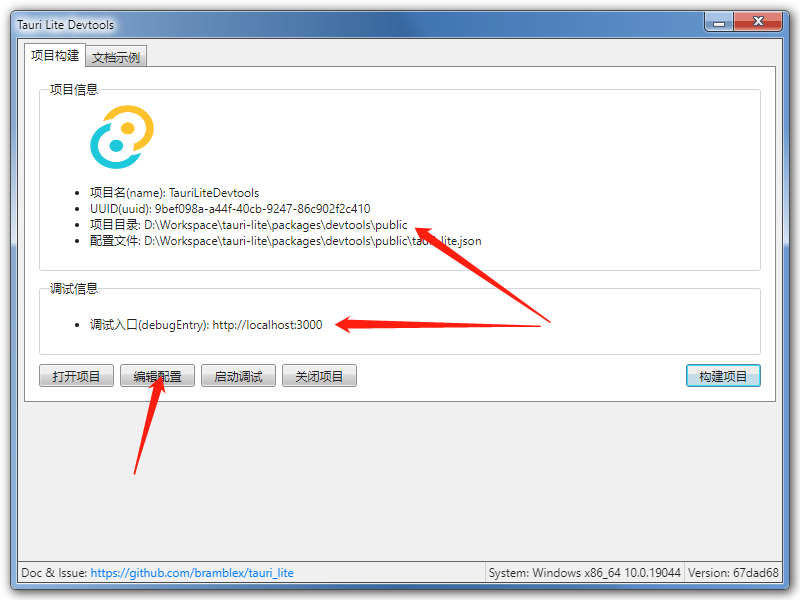 Tauri Lite Devtools
项目构建 文档示例
项目信息
项目名(name): TauriLiteDevtools
UUID(uuid): 9bef098a-a44f-40cb-9247-86c902f2c410
项目目录: D:\Workspace\tauri-lite\packages\devtools\public
配置文件: D:\Workspace\tauri-lite\packages\devtools\public\tauri-lite.json
调试信息
调试入口(debugEntry): http://localhost:3000
打开项目 编辑配置 启动调试 关闭项目 构建项目
Doc & Issue: https://github.com/bramblex/tauri_lite System: Windows x86_64 10.0.19044 Version: 67dad68